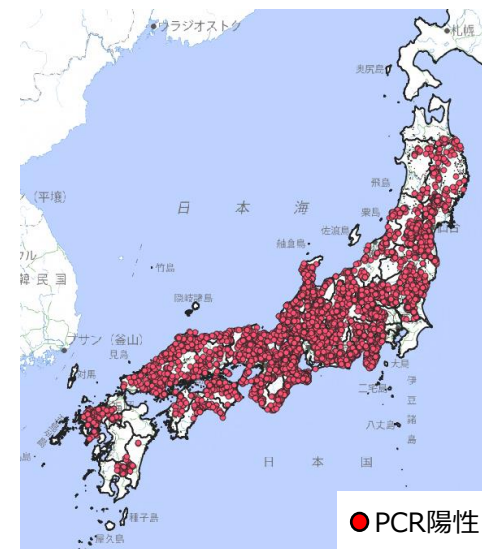 ウラジオストク
札幌
奥尻島
(平壌)
飛島
粟島
日 本 海
佐渡島
舳倉島
竹島
韓民国
隠岐諸島
プサン (釜山)
見島
対馬
大島
三宅島
伊豆諸島
八丈島
日 本 国
種子島
屋久島
PCR陽性